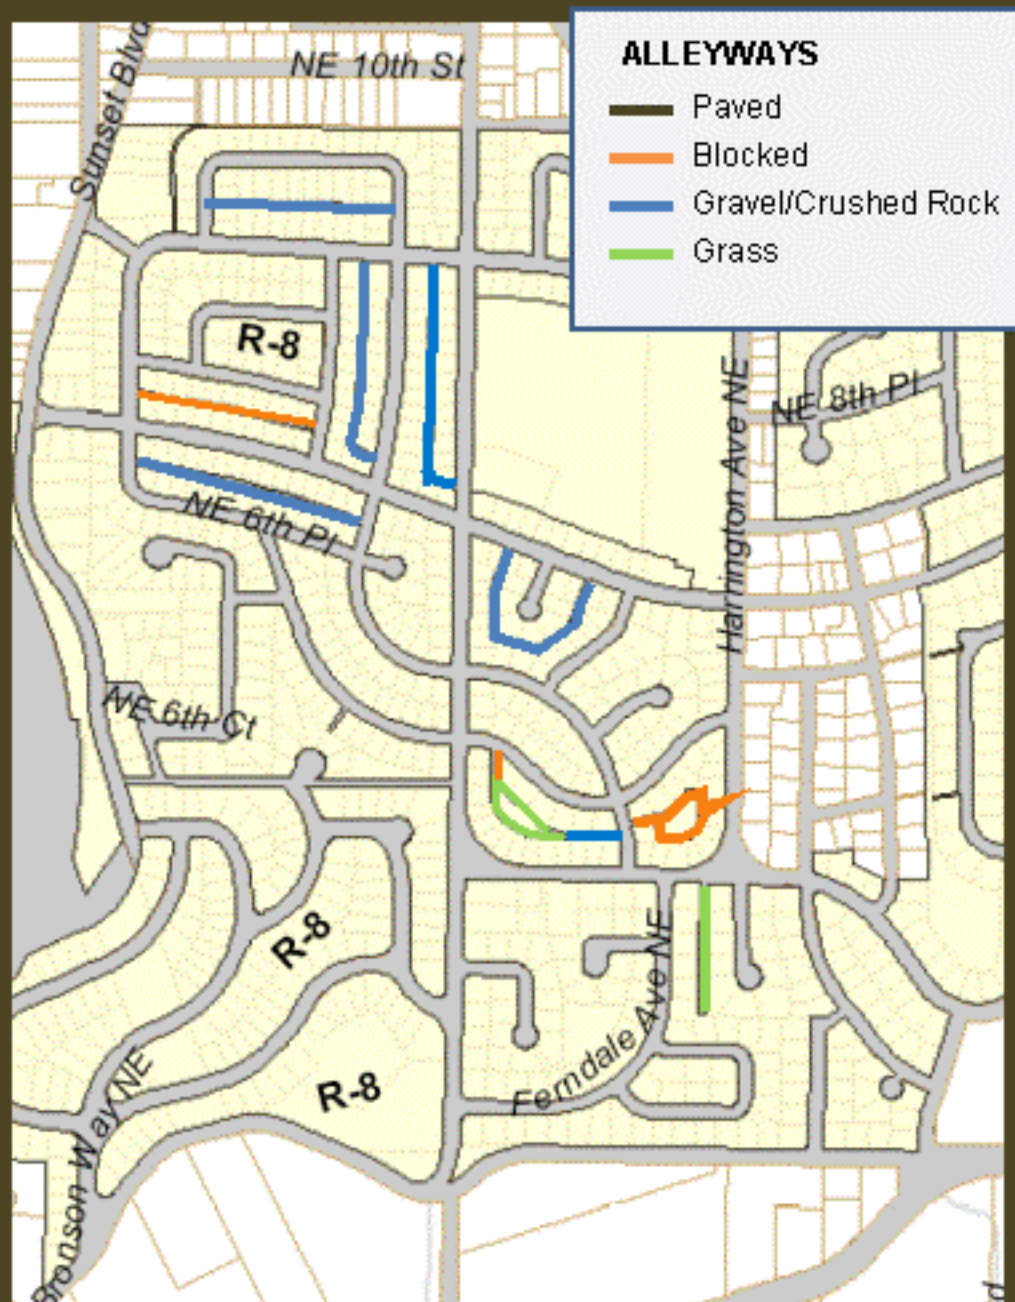 ALLEYWAYS
Paved
Blocked
Gravel/Crushed Rock
Grass
NE 10th St
Sunset Blvd
R-8
NE 8th Pl
Harrington Ave NE
NE 6th Pl
NE 6th Ct
R-8
Ferndale Ave NE
R-8
Bronson Way NE
d